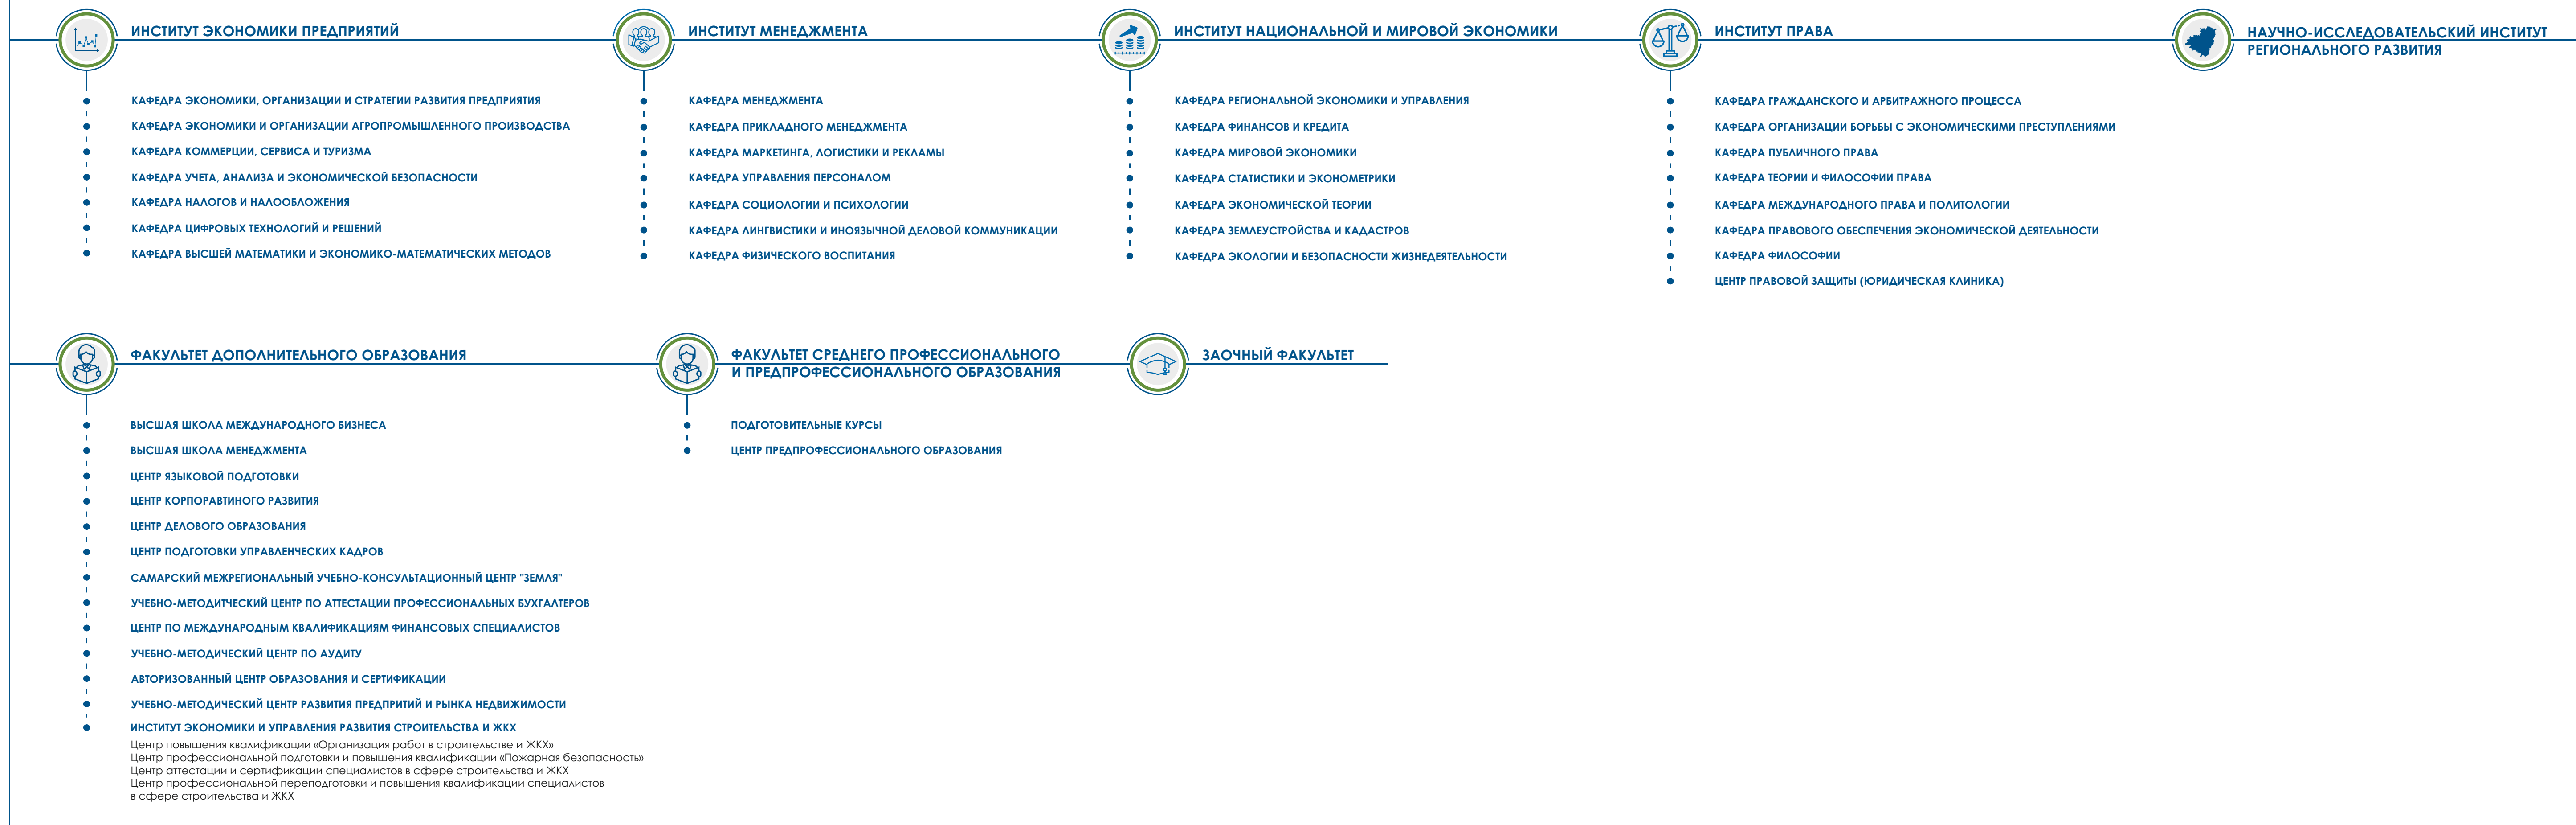 ИНСТИТУТ ЭКОНОМИКИ ПРЕДПРИЯТИЙ
КАФЕДРА ЭКОНОМИКИ, ОРГАНИЗАЦИИ И СТРАТЕГИИ РАЗВИТИЯ ПРЕДПРИЯТИЯ
КАФЕДРА ЭКОНОМИКИ И ОРГАНИЗАЦИИ АГРОПРОМЫШЛЕННОГО ПРОИЗВОДСТВА
КАФЕДРА КОММЕРЦИИ, СЕРВИСА И ТУРИЗМА
КАФЕДРА УЧЕТА, АНАЛИЗА И ЭКОНОМИЧЕСКОЙ БЕЗОПАСНОСТИ
КАФЕДРА НАЛОГОВ И НАЛООБЛОЖЕНИЯ
КАФЕДРА ЦИФРОВЫХ ТЕХНОЛОГИЙ И РЕШЕНИЙ
КАФЕДРА ВЫСШЕЙ МАТЕМАТИКИ И ЭКОНОМИКО-МАТЕМАТИЧЕСКИХ МЕТОДОВ
ИНСТИТУТ МЕНЕДЖМЕНТА
КАФЕДРА МЕНЕДЖМЕНТА
КАФЕДРА ПРИКЛАДНОГО МЕНЕДЖМЕНТА
КАФЕДРА МАРКЕТИНГА, ЛОГИСТИКИ И РЕКЛАМЫ
КАФЕДРА УПРАВЛЕНИЯ ПЕРСОНАЛОМ
КАФЕДРА СОЦИОЛОГИИ И ПСИХОЛОГИИ
КАФЕДРА ЛИНГВИСТИКИ И ИНОЯЗЫЧНОЙ ДЕЛОВОЙ КОММУНИКАЦИИ
КАФЕДРА ФИЗИЧЕСКОГО ВОСПИТАНИЯ
ИНСТИТУТ НАЦИОНАЛЬНОЙ И МИРОВОЙ ЭКОНОМИКИ
КАФЕДРА РЕГИОНАЛЬНОЙ ЭКОНОМИКИ И УПРАВЛЕНИЯ
КАФЕДРА ФИНАНСОВ И КРЕДИТА
КАФЕДРА МИРОВОЙ ЭКОНОМИКИ
КАФЕДРА СТАТИСТИКИ И ЭКОНОМЕТРИКИ
КАФЕДРА ЭКОНОМИЧЕСКОЙ ТЕОРИИ
КАФЕДРА ЗЕМЛЕУСТРОЙСТВА И КАДАСТРОВ
КАФЕДРА ЭКОЛОГИИ И БЕЗОПАСНОСТИ ЖИЗНЕДЕЯТЕЛЬНОСТИ
ИНСТИТУТ ПРАВА
КАФЕДРА ГРАЖДАНСКОГО И АРБИТРАЖНОГО ПРОЦЕССА
КАФЕДРА ОРГАНИЗАЦИИ БОРЬБЫ С ЭКОНОМИЧЕСКИМИ ПРЕСТУПЛЕНИЯМИ
КАФЕДРА ПУБЛИЧНОГО ПРАВА
КАФЕДРА ТЕОРИИ И ФИЛОСОФИИ ПРАВА
КАФЕДРА МЕЖДУНАРОДНОГО ПРАВА И ПОЛИТОЛОГИИ
КАФЕДРА ПРАВОВОГО ОБЕСПЕЧЕНИЯ ЭКОНОМИЧЕСКОЙ ДЕЯТЕЛЬНОСТИ
КАФЕДРА ФИЛОСОФИИ
ЦЕНТР ПРАВОВОЙ ЗАЩИТЫ (ЮРИДИЧЕСКАЯ КЛИНИКА)
НАУЧНО-ИССЛЕДОВАТЕЛЬСКИЙ ИНСТИТУТ
РЕГИОНАЛЬНОГО РАЗВИТИЯ
ФАКУЛЬТЕТ ДОПОЛНИТЕЛЬНОГО ОБРАЗОВАНИЯ
ВЫСШАЯ ШКОЛА МЕЖДУНАРОДНОГО БИЗНЕСА
ВЫСШАЯ ШКОЛА МЕНЕДЖМЕНТА
ЦЕНТР ЯЗЫКОВОЙ ПОДГОТОВКИ
ЦЕНТР КОРПОРАВТИНОГО РАЗВИТИЯ
ЦЕНТР ДЕЛОВОГО ОБРАЗОВАНИЯ
ЦЕНТР ПОДГОТОВКИ УПРАВЛЕНЧЕСКИХ КАДРОВ
САМАРСКИЙ МЕЖРЕГИОНАЛЬНЫЙ УЧЕБНО-КОНСУЛЬТАЦИОННЫЙ ЦЕНТР "ЗЕМЛЯ"
УЧЕБНО-МЕТОДИТЧЕСКИЙ ЦЕНТР ПО АТТЕСТАЦИИ ПРОФЕССИОНАЛЬНЫХ БУХГАЛТЕРОВ
ЦЕНТР ПО МЕЖДУНАРОДНЫМ КВАЛИФИКАЦИЯМ ФИНАНСОВЫХ СПЕЦИАЛИСТОВ
УЧЕБНО-МЕТОДИЧЕСКИЙ ЦЕНТР ПО АУДИТУ
АВТОРИЗОВАННЫЙ ЦЕНТР ОБРАЗОВАНИЯ И СЕРТИФИКАЦИИ
УЧЕБНО-МЕТОДИЧЕСКИЙ ЦЕНТР РАЗВИТИЯ ПРЕДПРИТИЙ И РЫНКА НЕДВИЖИМОСТИ
ИНСТИТУТ ЭКОНОМИКИ И УПРАВЛЕНИЯ РАЗВИТИЯ СТРОИТЕЛЬСТВА И ЖКХ
Центр повышения квалификации «Организация работ в строительстве и ЖКХ»
Центр профессиональной подготовки и повышения квалификации «Пожарная безопасность»
Центр аттестации и сертификации специалистов в сфере строительства и ЖКХ
Центр профессиональной переподготовки и повышения квалификации специалистов
в сфере строительства и ЖКХ
ФАКУЛЬТЕТ СРЕДНЕГО ПРОФЕССИОНАЛЬНОГО
И ПРЕДПРОФЕССИОНАЛЬНОГО ОБРАЗОВАНИЯ
ПОДГОТОВИТЕЛЬНЫЕ КУРСЫ
ЦЕНТР ПРЕДПРОФЕССИОНАЛЬНОГО ОБРАЗОВАНИЯ
ЗАОЧНЫЙ ФАКУЛЬТЕТ